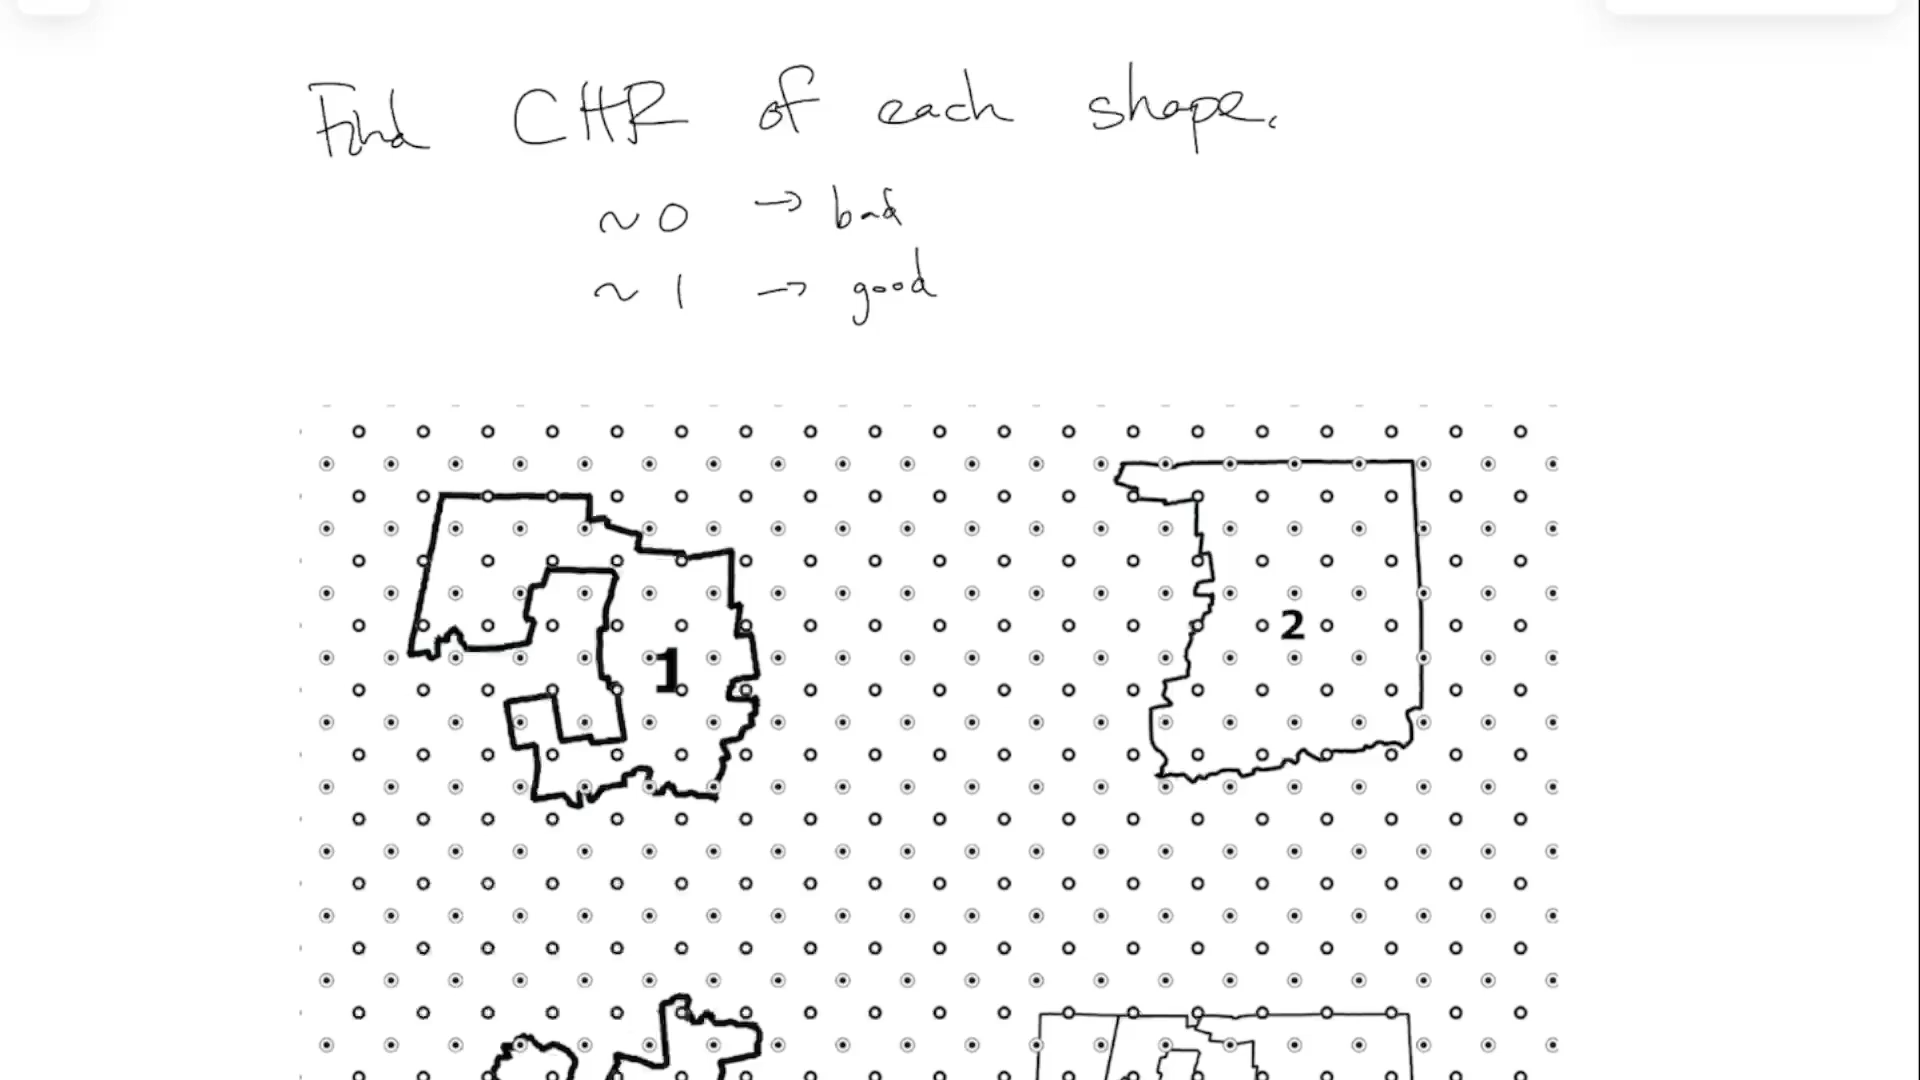 Find CHR of each shape.
~ 0 → bad
~ 1 → good
1
2